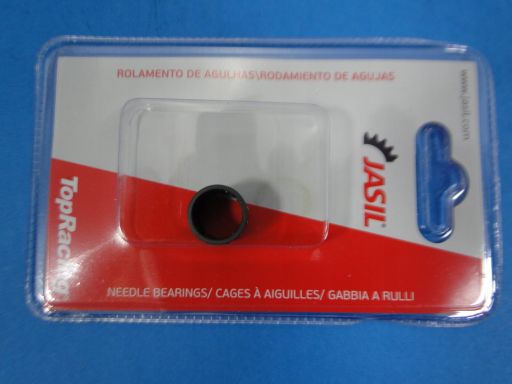 ROLAMENTO DE AGULHAS\RODAMIENTO DE AGUJAS
www.jasil.com
JASIL
TopRacing
NEEDLE BEARINGS/ CAGES À AIGUILLES/ GABBIA A RULLI